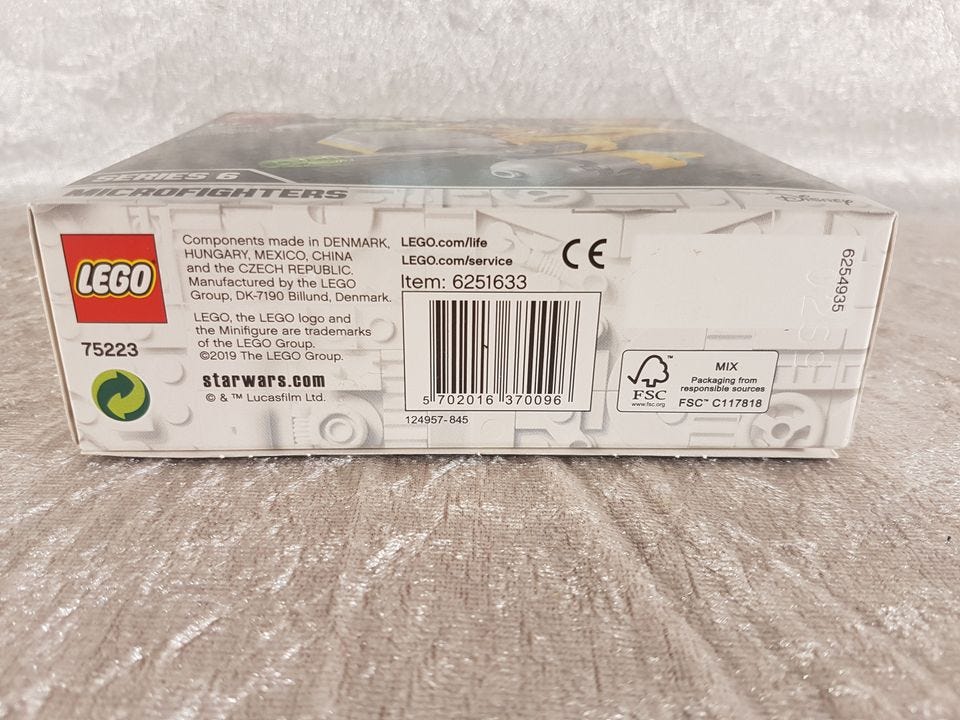 SERIES 6
MICROFIGHTERS
Disney
LEGO
75223
Components made in DENMARK,
HUNGARY, MEXICO, CHINA
and the CZECH REPUBLIC.
Manufactured by the LEGO
Group, DK-7190 Billund, Denmark.
LEGO, the LEGO logo and
the Minifigure are trademarks
of the LEGO Group.
©2019 The LEGO Group.
starwars.com
© & ™ Lucasfilm Ltd.
LEGO.com/life
LEGO.com/service
Item: 6251633
5 702016 370096
124957-845
CE
6254935
FSC™
www.fsc.org
MIX
Packaging from
responsible sources
FSC™ C117818